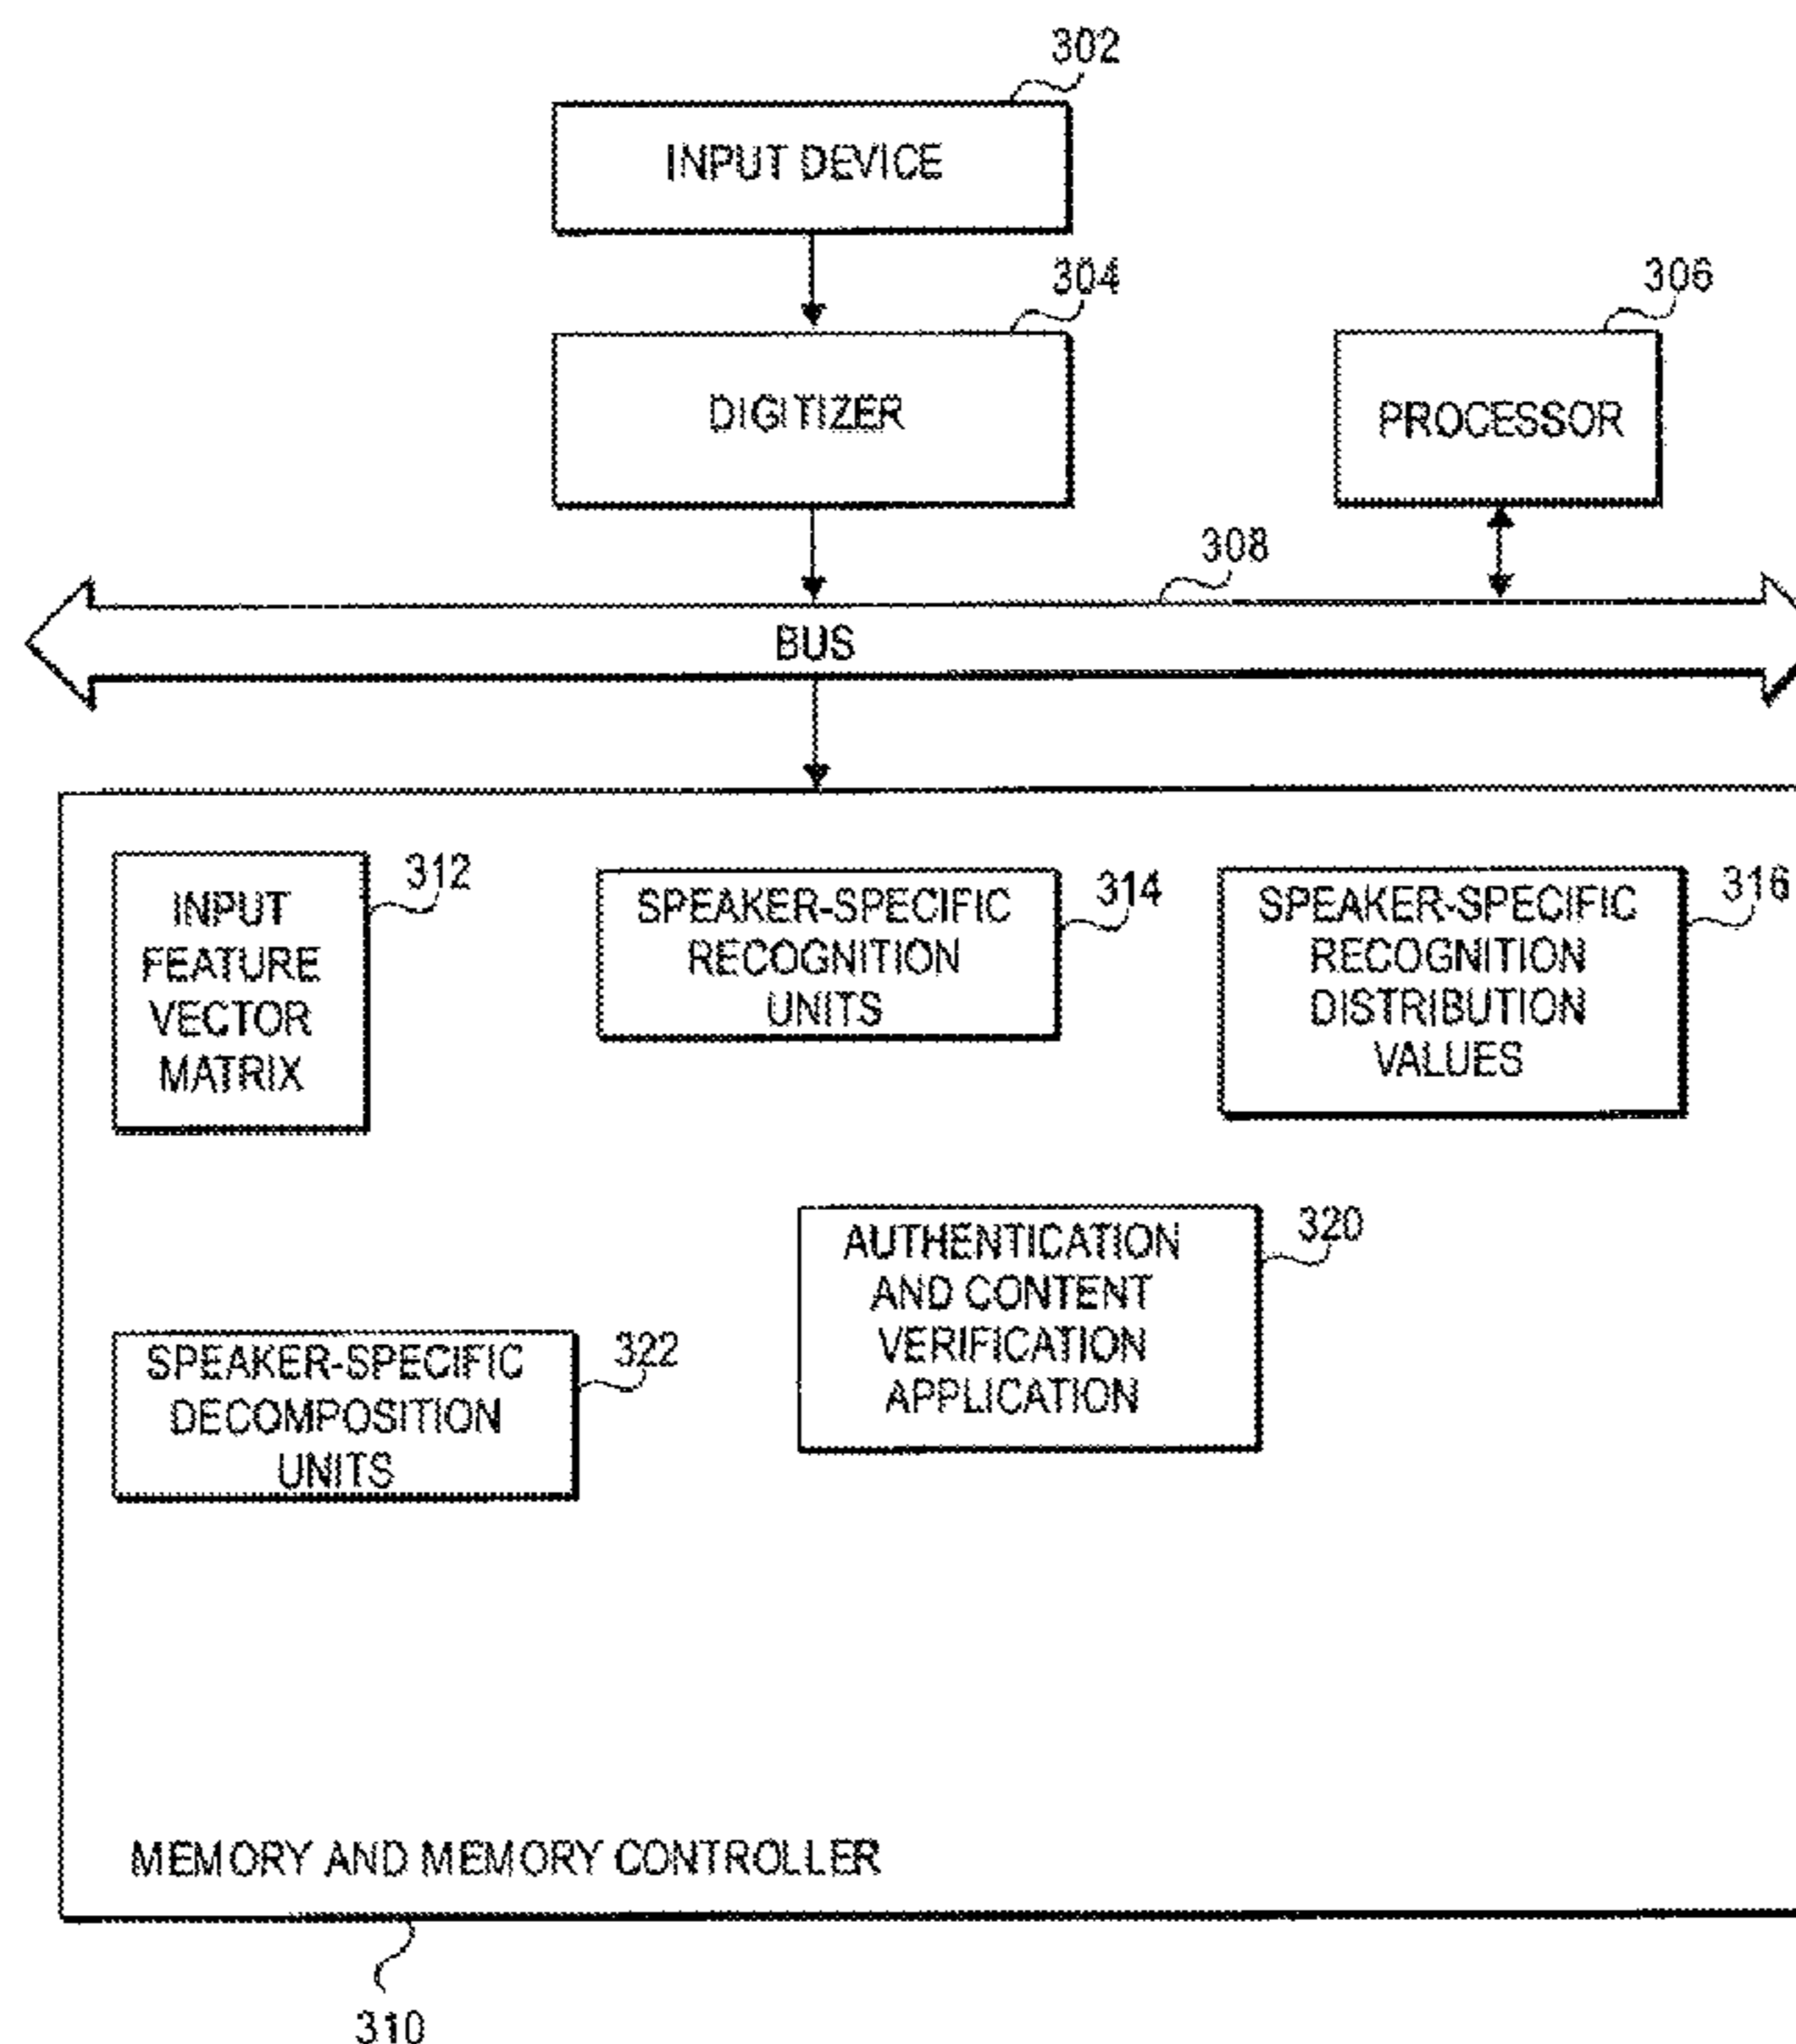 302
INPUT DEVICE
304
DIGITIZER
306
PROCESSOR
308
BUS
312
INPUT
FEATURE
VECTOR
MATRIX
314
SPEAKER-SPECIFIC
RECOGNITION
UNITS
316
SPEAKER-SPECIFIC
RECOGNITION
DISTRIBUTION
VALUES
320
AUTHENTICATION
AND CONTENT
VERIFICATION
APPLICATION
322
SPEAKER-SPECIFIC
DECOMPOSITION
UNITS
MEMORY AND MEMORY CONTROLLER
310